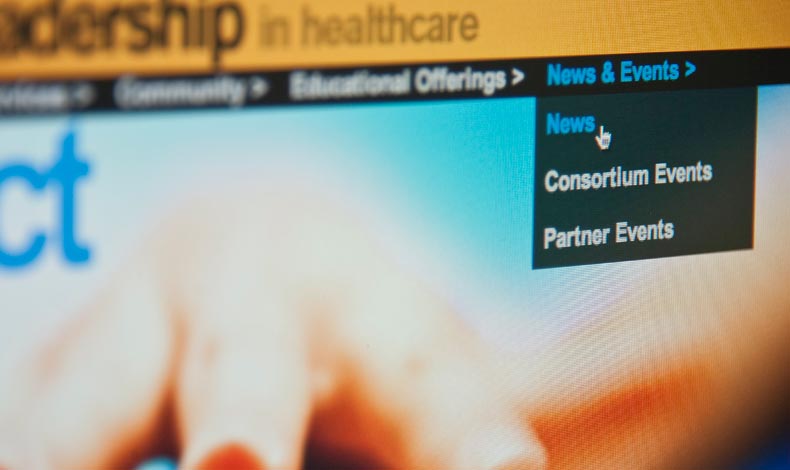 adership in healthcare
Community > Educational Offerings > News & Events >
ct
News
Consortium Events
Partner Events